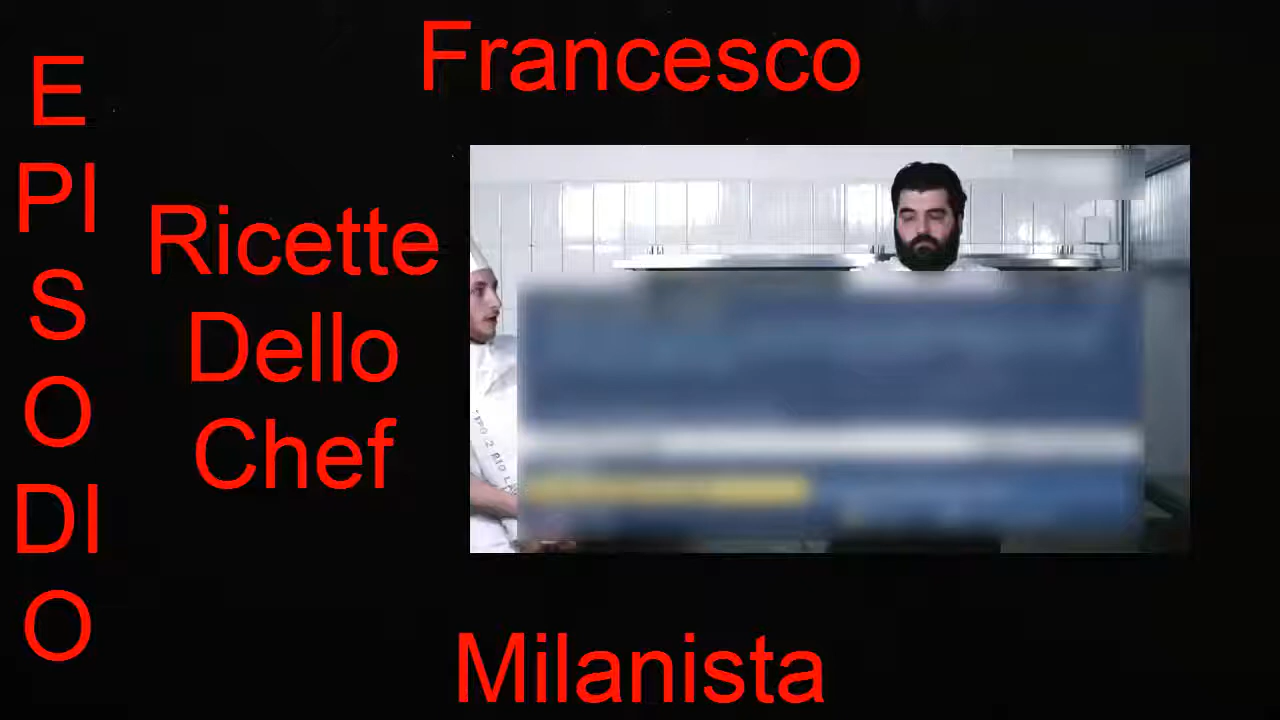 Francesco
E
PI
S
O
DI
O
Ricette
Dello
Chef
Milanista